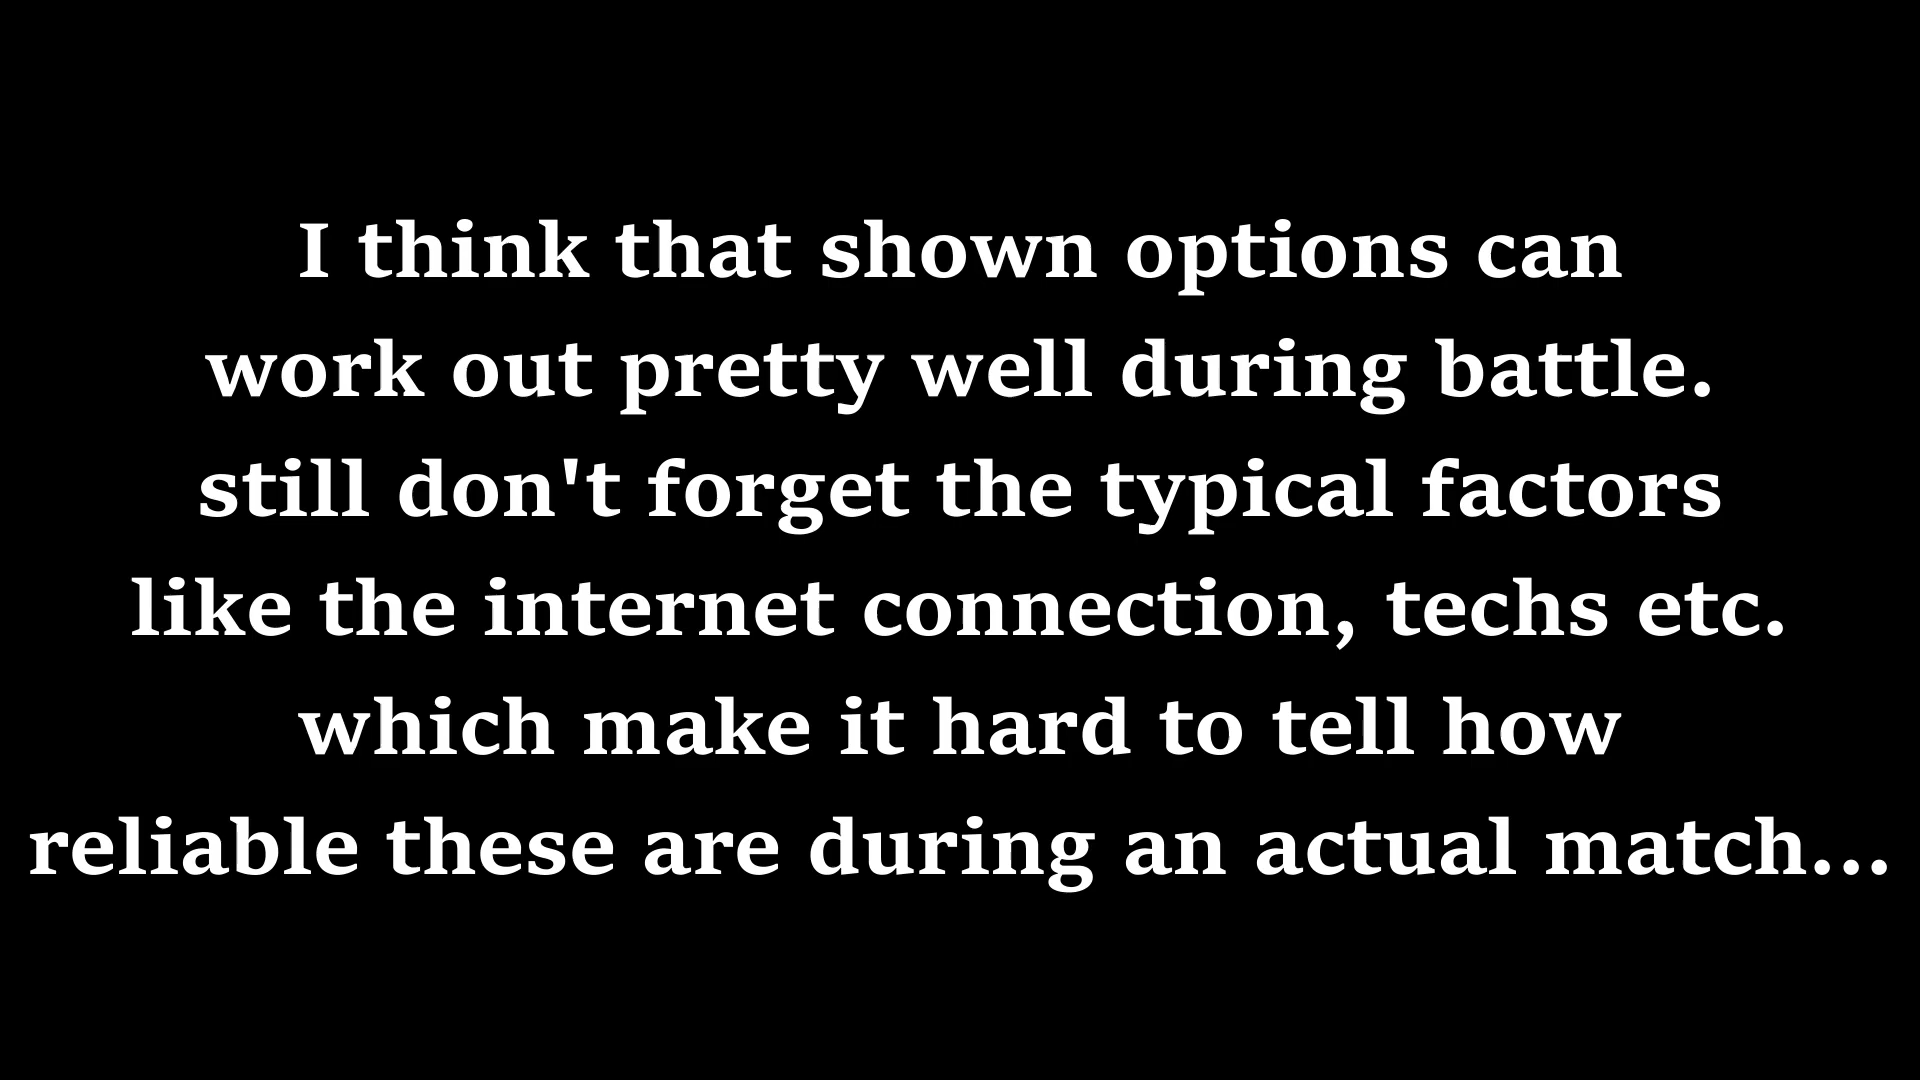 I think that shown options can
work out pretty well during battle.
still don't forget the typical factors
like the internet connection, techs etc.
which make it hard to tell how
reliable these are during an actual match...